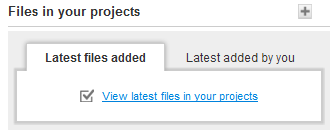 Files in your projects
Latest files added
Latest added by you
View latest files in your projects